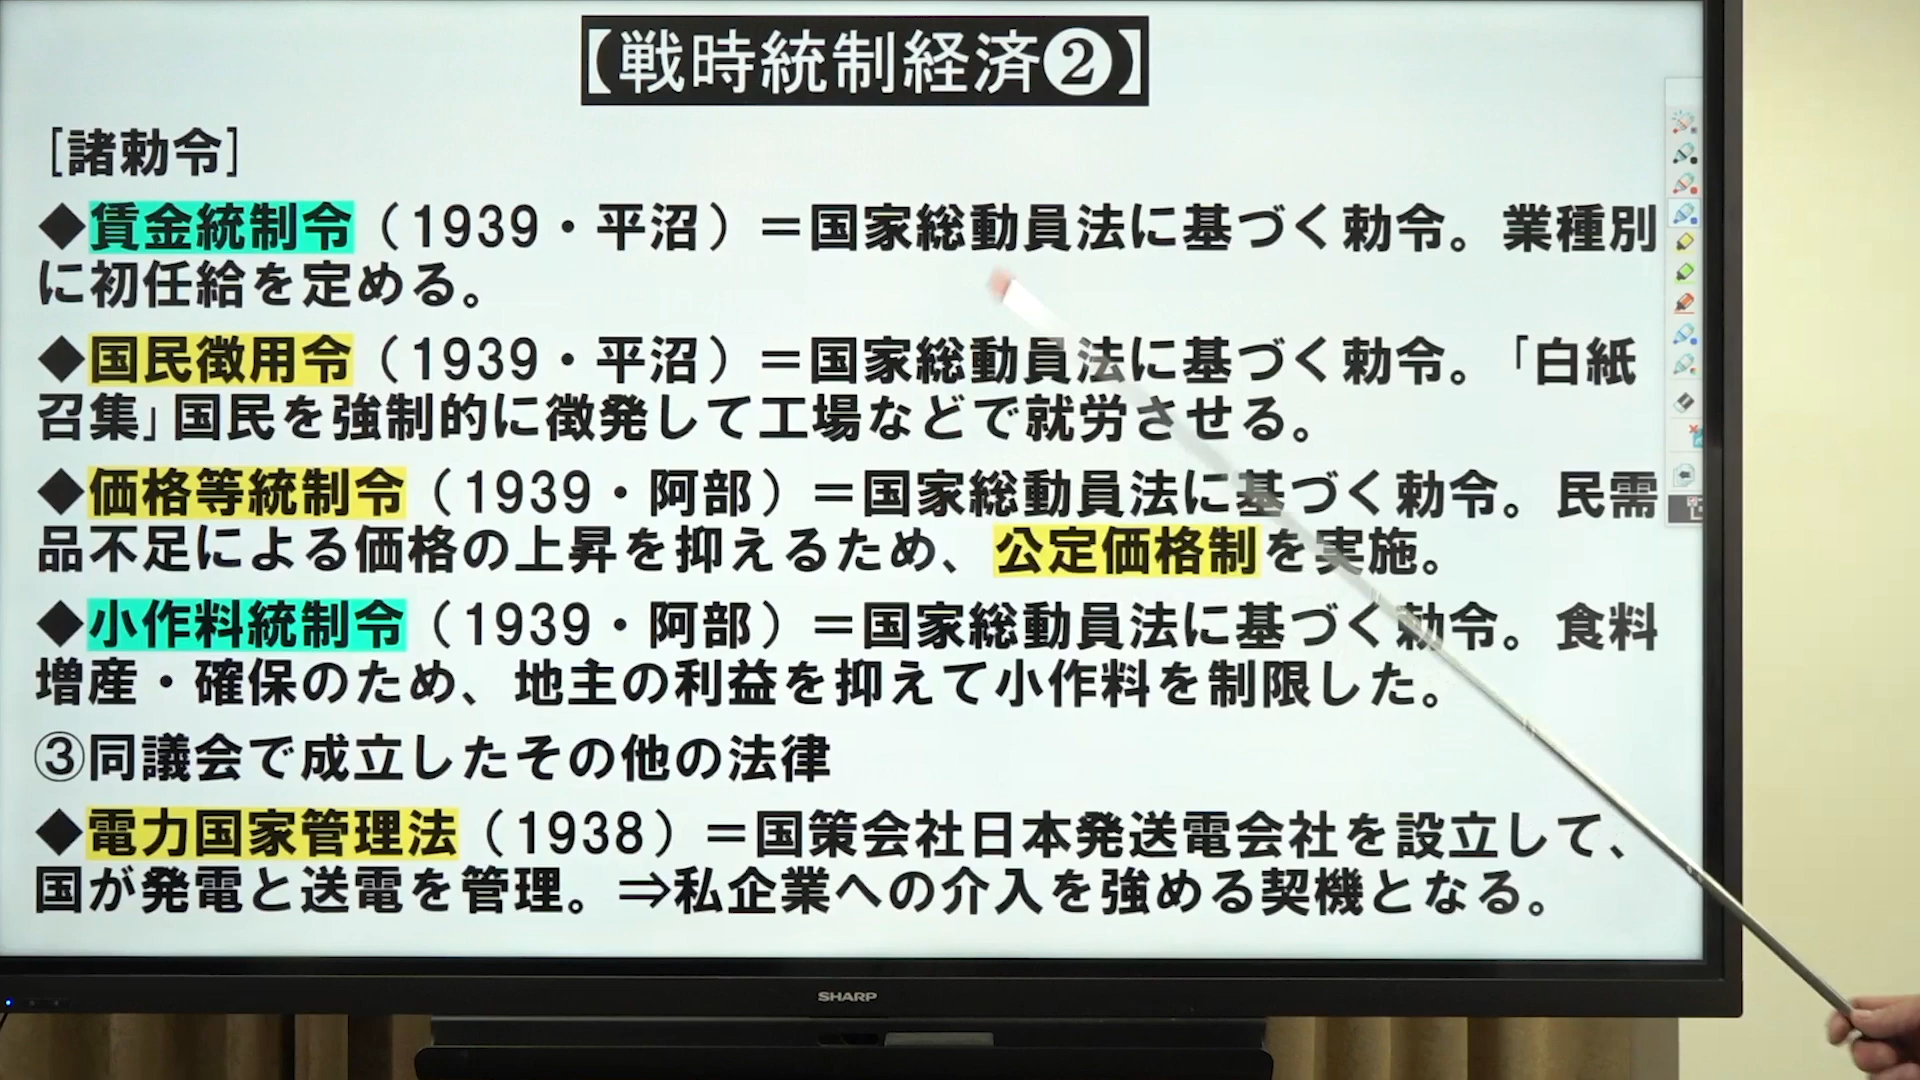 【戦時統制経済❷】
［諸勅令］
◆賃金統制令（1939・平沼）＝国家総動員法に基づく勅令。業種別
に初任給を定める。
◆国民徴用令（1939・平沼）＝国家総動員法に基づく勅令。「白紙
召集」国民を強制的に徴発して工場などで就労させる。
◆価格等統制令（1939・阿部）＝国家総動員法に基づく勅令。民需
品不足による価格の上昇を抑えるため、公定価格制を実施。
◆小作料統制令（1939・阿部）＝国家総動員法に基づく勅令。食料
増産・確保のため、地主の利益を抑えて小作料を制限した。
③同議会で成立したその他の法律
◆電力国家管理法（1938）＝国策会社日本発送電会社を設立して、
国が発電と送電を管理。⇒私企業への介入を強める契機となる。
SHARP